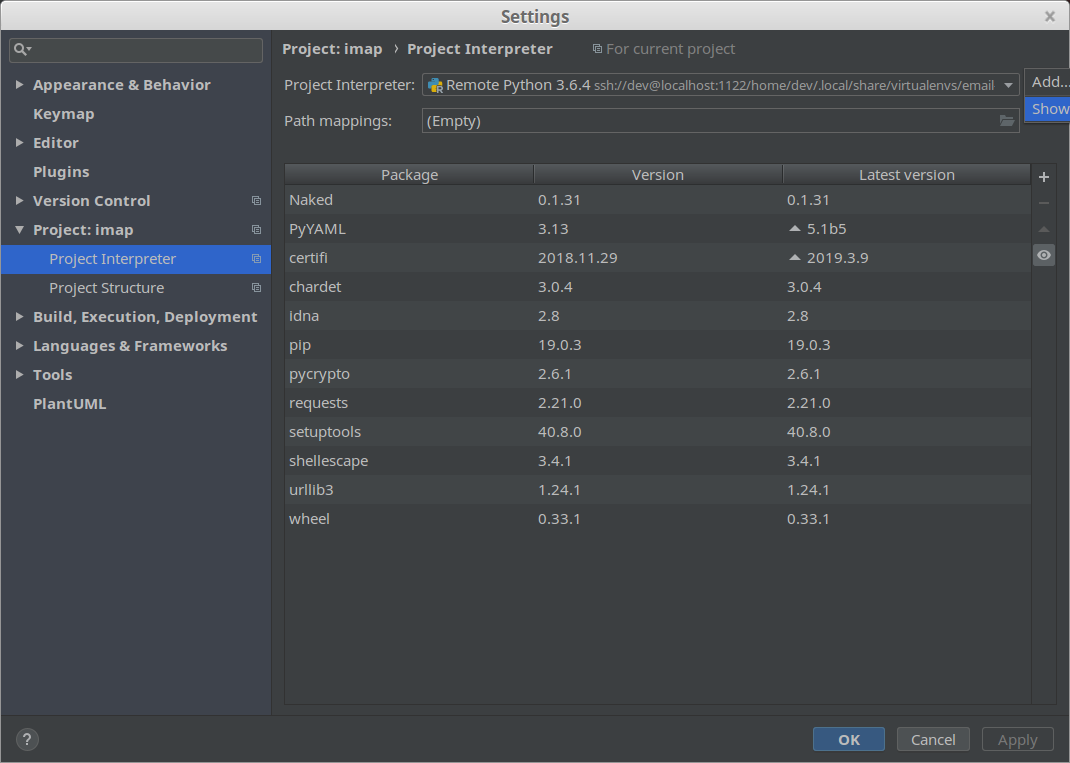 Settings
Project: imap › Project Interpreter For current project
Appearance & Behavior
Keymap
Editor
Plugins
Version Control
Project: imap
Project Interpreter
Project Structure
Build, Execution, Deployment
Languages & Frameworks
Tools
PlantUML
Project Interpreter: Remote Python 3.6.4 ssh://dev@localhost:1122/home/dev/.local/share/virtualenvs/email
Add...
Show
Path mappings: (Empty)
Package Version Latest version
Naked 0.1.31 0.1.31
PyYAML 3.13 5.1b5
certifi 2018.11.29 2019.3.9
chardet 3.0.4 3.0.4
idna 2.8 2.8
pip 19.0.3 19.0.3
pycrypto 2.6.1 2.6.1
requests 2.21.0 2.21.0
setuptools 40.8.0 40.8.0
shellescape 3.4.1 3.4.1
urllib3 1.24.1 1.24.1
wheel 0.33.1 0.33.1
? OK Cancel Apply